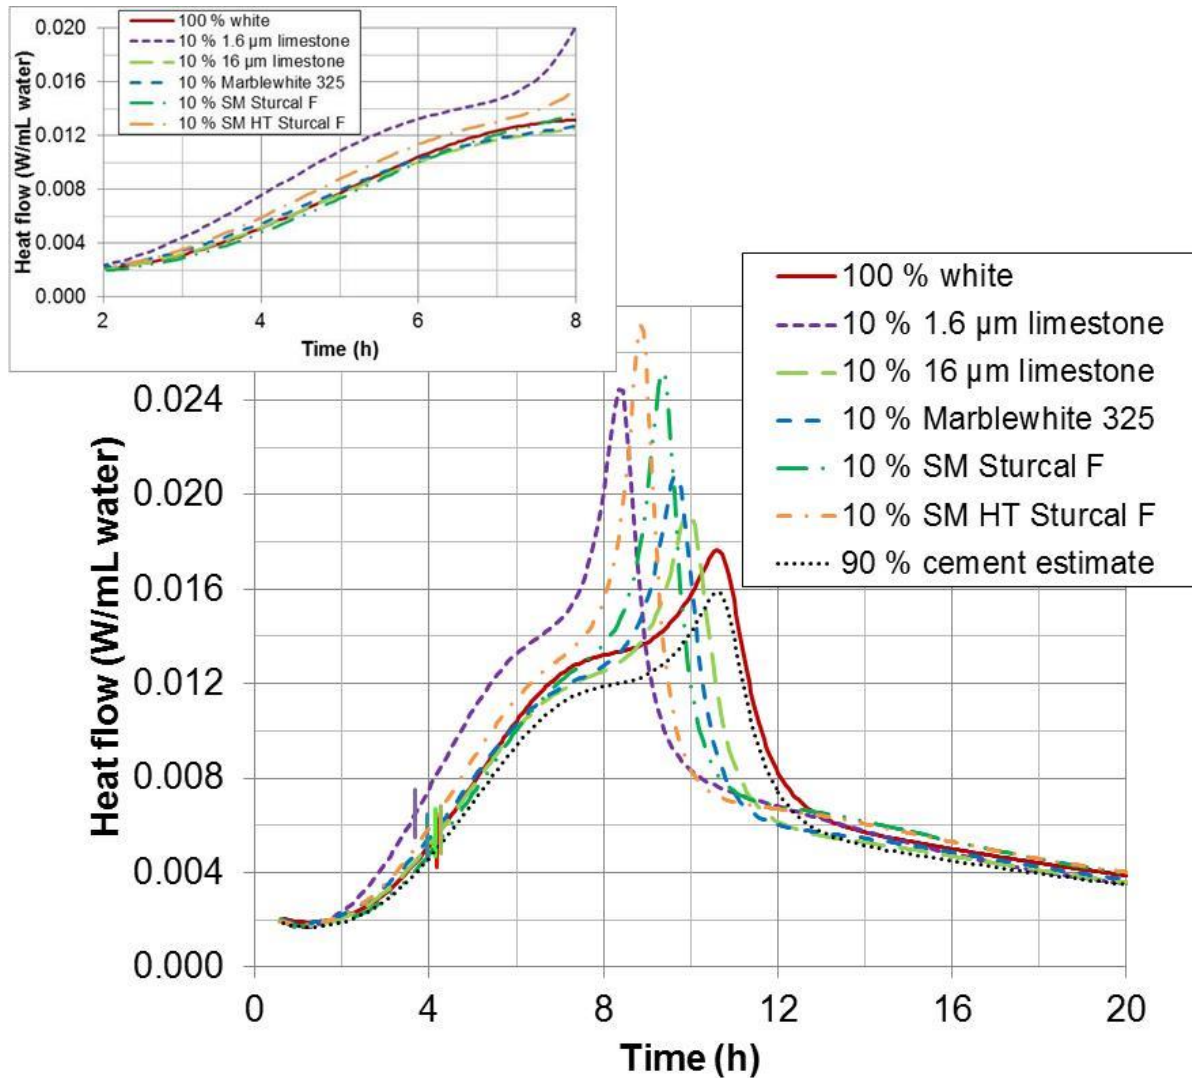 0.020
0.016
0.012
0.008
0.004
0.000
Heat flow (W/mL water)
100 % white
10 % 1.6 µm limestone
10 % 16 µm limestone
10 % Marblewhite 325
10 % SM Sturcal F
10 % SM HT Sturcal F
2
4
6
8
Time (h)
100 % white
10 % 1.6 µm limestone
10 % 16 µm limestone
10 % Marblewhite 325
10 % SM Sturcal F
10 % SM HT Sturcal F
90 % cement estimate
0.024
0.020
0.016
0.012
0.008
0.004
0.000
Heat flow (W/mL water)
0
4
8
12
16
20
Time (h)